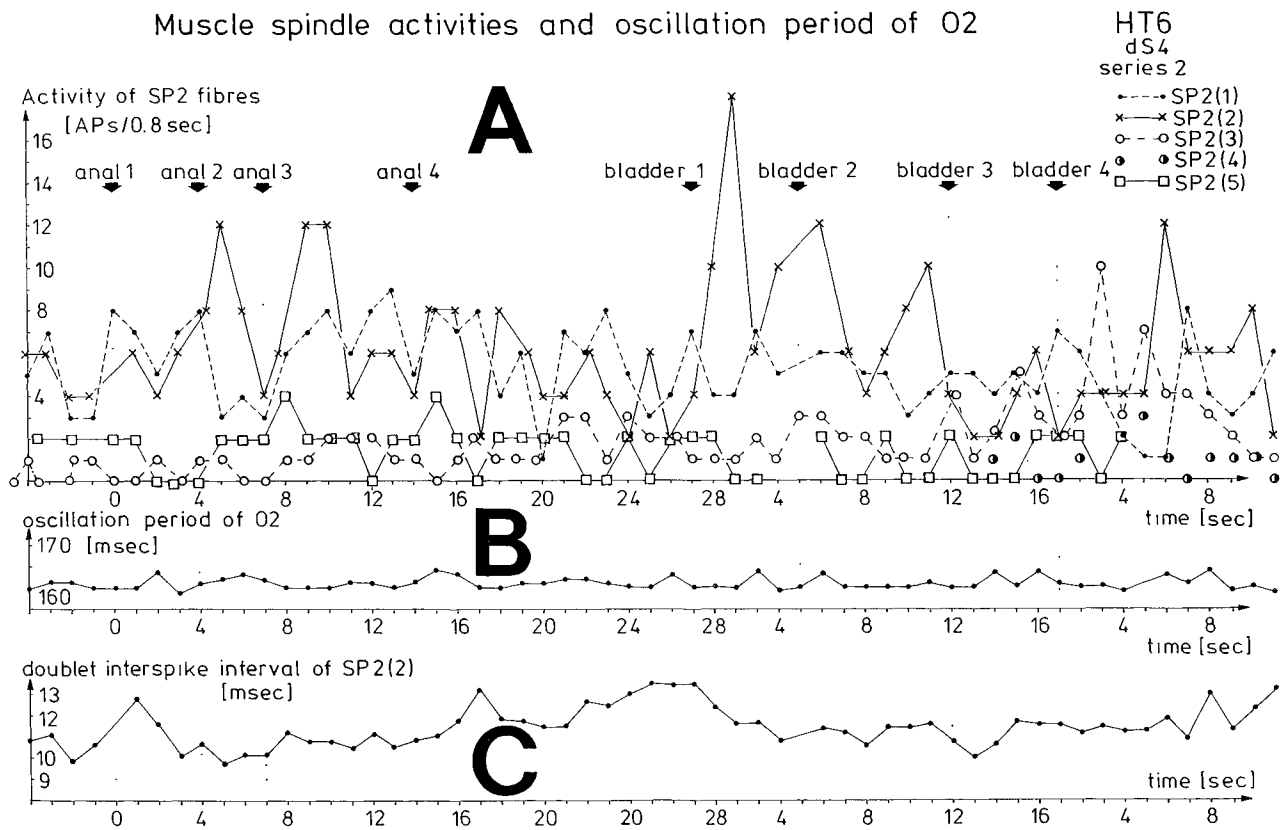 Muscle spindle activities and oscillation period of O2
HT6
dS4
series 2
SP2(1)
SP2(2)
SP2(3)
SP2(4)
SP2(5)
Activity of SP2 fibres
[APs/0.8 sec]
A
anal 1 anal 2 anal 3 anal 4 bladder 1 bladder 2 bladder 3 bladder 4
16
14
12
10
8
6
4
2
0 4 8 12 16 20 24 28 4 8 12 16 4 8
time [sec]
oscillation period of O2
170 [msec]
160
B
0 4 8 12 16 20 24 28 4 8 12 16 4 8
time [sec]
doublet interspike interval of SP2(2)
[msec]
13
12
10
9
C
time [sec]
0 4 8 12 16 20 24 28 4 8 12 16 4 8